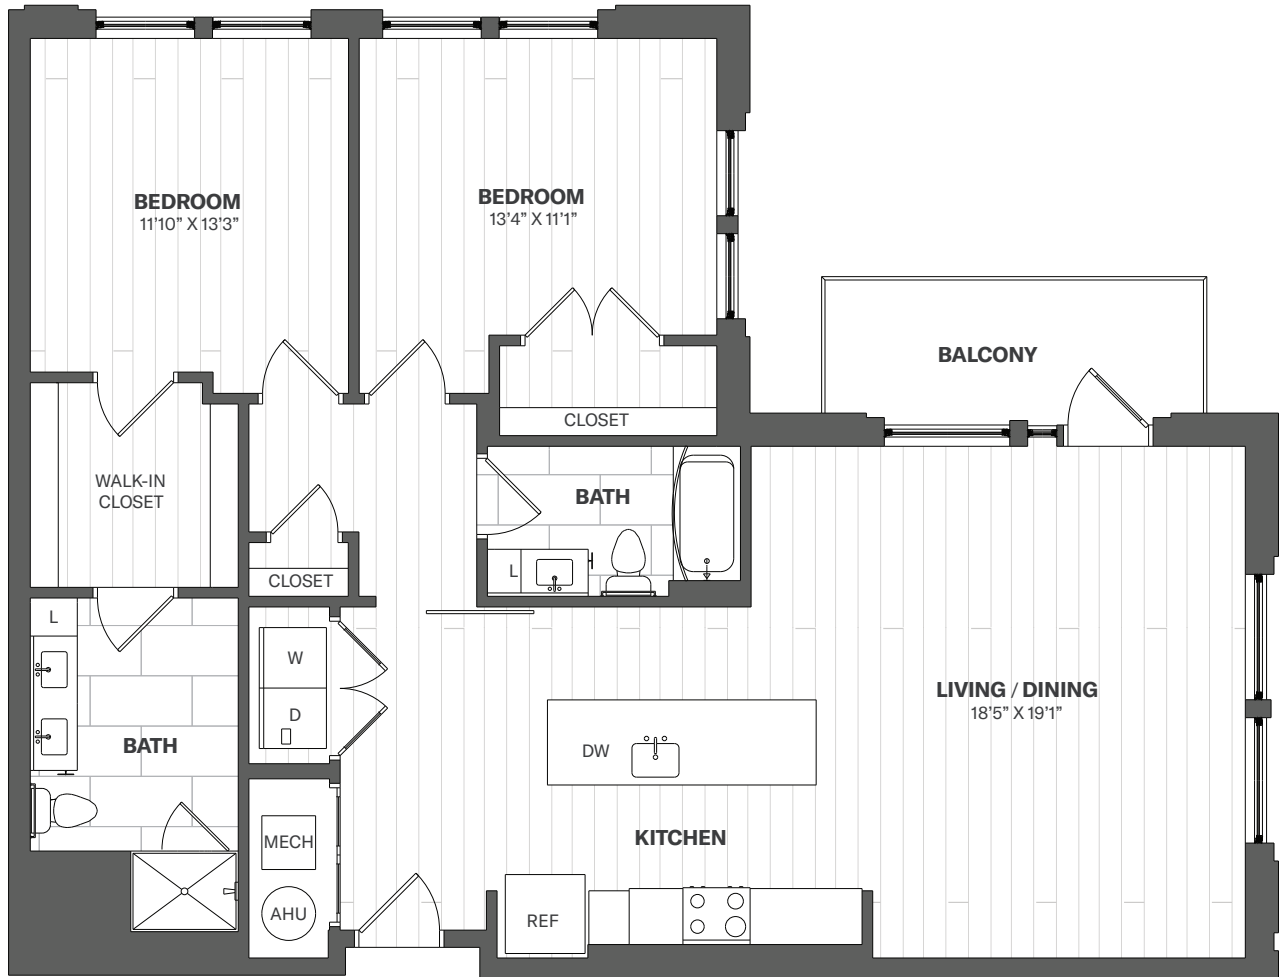 BEDROOM
11’10” X 13’3”
BEDROOM
13’4” X 11’1”
BALCONY
CLOSET
WALK-IN
CLOSET
BATH
L
CLOSET
L
W
D
BATH
LIVING / DINING
18’5” X 19’1”
DW
KITCHEN
MECH
AHU
REF